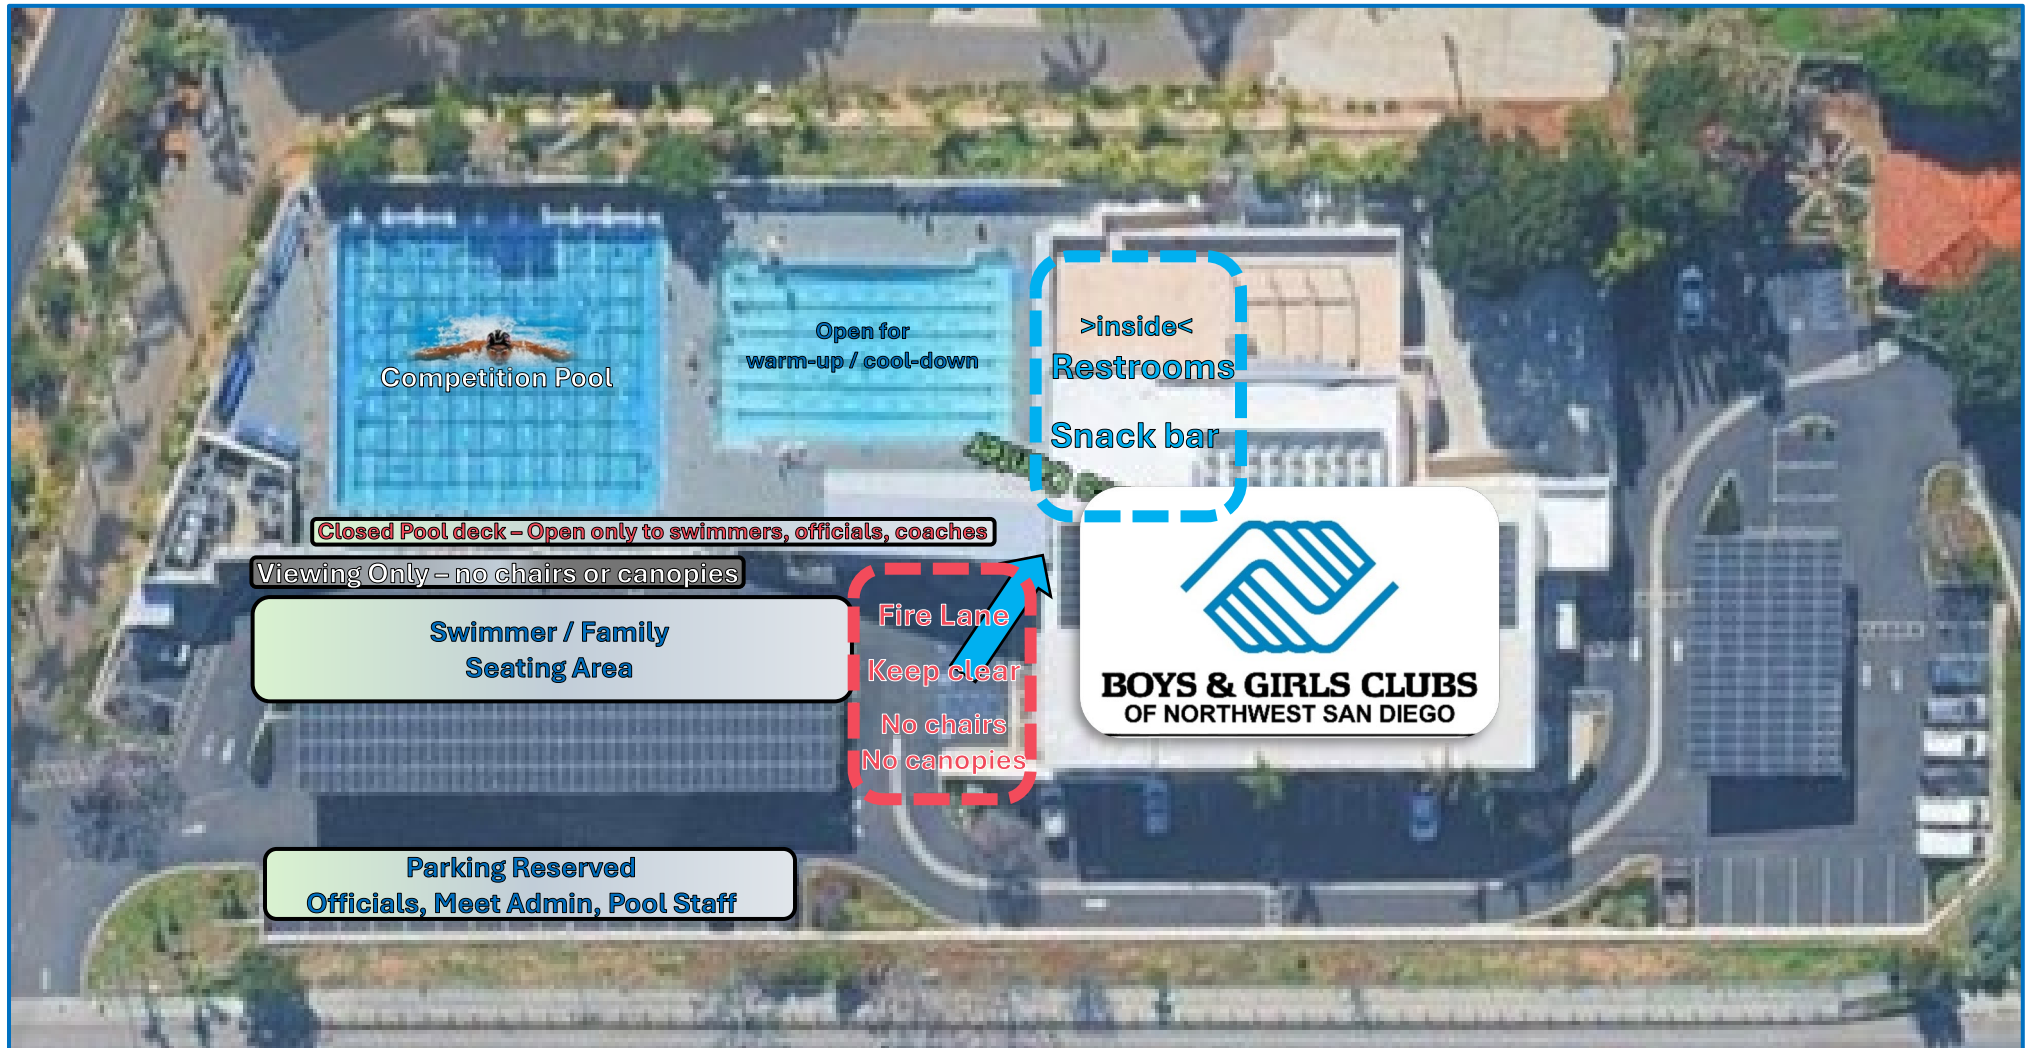 Open for
warm-up / cool-down
Competition Pool
>inside<
Restrooms
Snack bar
Closed Pool deck – Open only to swimmers, officials, coaches
Viewing Only – no chairs or canopies
Swimmer / Family
Seating Area
Fire Lane
Keep clear
No chairs
No canopies
BOYS & GIRLS CLUBS
OF NORTHWEST SAN DIEGO
Parking Reserved
Officials, Meet Admin, Pool Staff